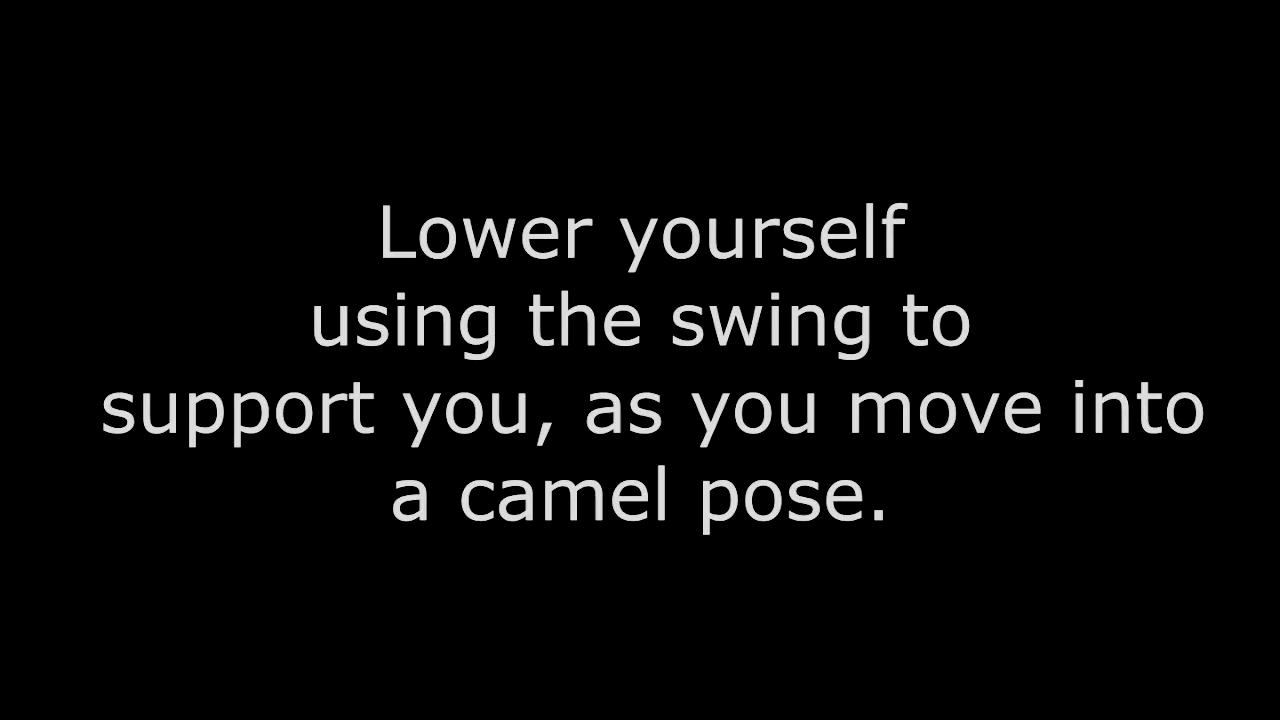 Lower yourself
using the swing to
support you, as you move into
a camel pose.